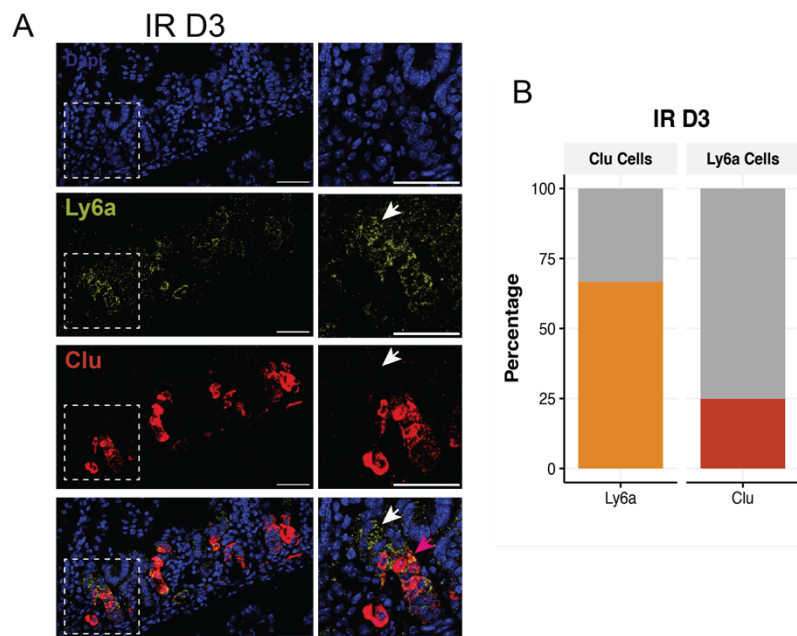 A
IR D3
Dapi
Ly6a
Clu
B
IR D3
Clu Cells
Ly6a Cells
Percentage
100
75
50
25
0
Ly6a
Clu